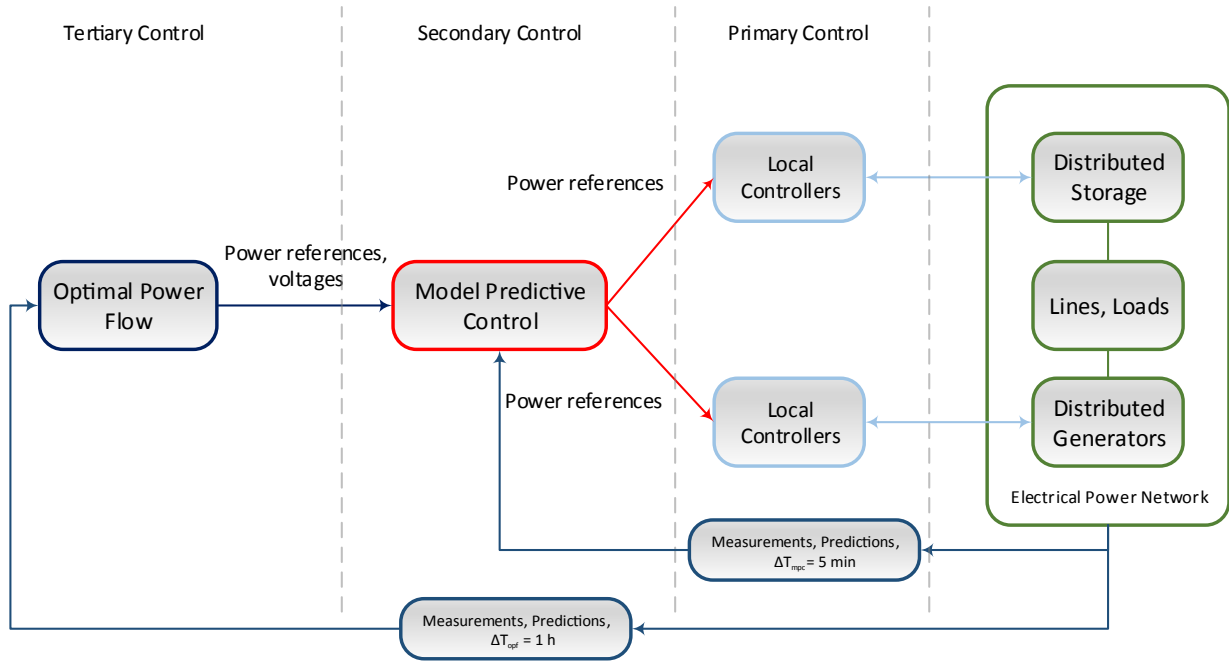 Tertiary Control
Secondary Control
Primary Control
Local
Controllers
Distributed
Storage
Power references
Power references,
voltages
Optimal Power
Flow
Model Predictive
Control
Lines, Loads
Power references
Local
Controllers
Distributed
Generators
Electrical Power Network
Measurements, Predictions,
ΔTmpc = 5 min
Measurements, Predictions,
ΔTopf = 1 h